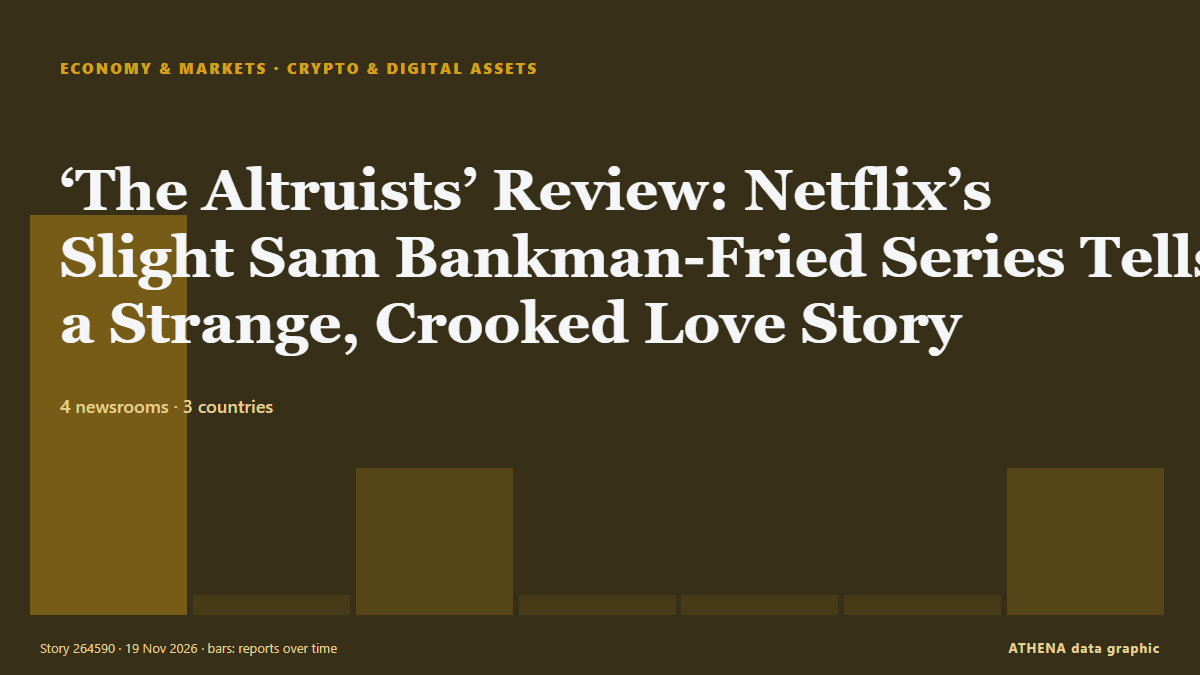 ECONOMY & MARKETS · CRYPTO & DIGITAL ASSETS
‘The Altruists’ Review: Netflix’s
Slight Sam Bankman-Fried Series Tells
a Strange, Crooked Love Story
4 newsrooms · 3 countries
Story 264590 · 19 Nov 2026 · bars: reports over time
ATHENA data graphic